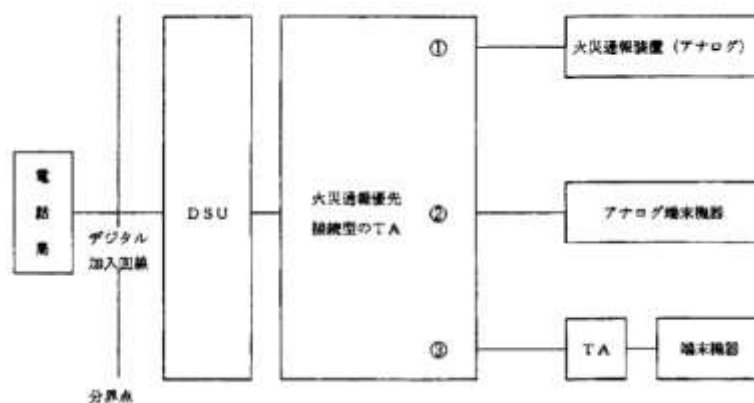 電
話
局
デジタル
加入回線
分界点
DSU
火災通報優先
接続型のTA
①
②
③
火災通報装置（アナログ）
アナログ端末機器
TA
端末機器